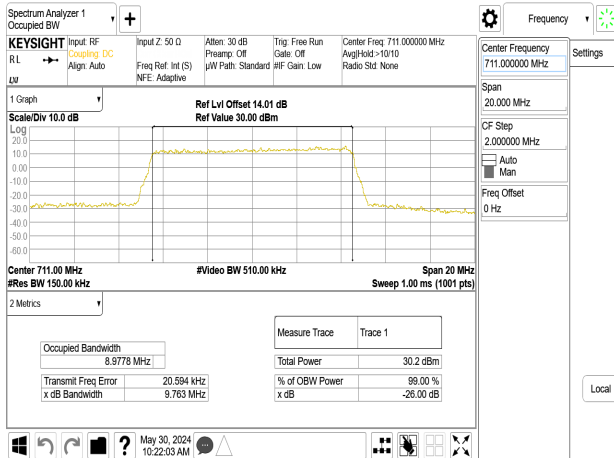 Spectrum Analyzer 1
Occupied BW
Frequency
KEYSIGHT
Input: RF
Input Z: 50 Ω
Atten: 30 dB
Trig: Free Run
Center Freq: 711.000000 MHz
R L
Coupling: DC
Preamp: Off
Gate: Off
Avg|Hold:>10/10
Align: Auto
Freq Ref: Int (S)
µW Path: Standard
#IF Gain: Low
Radio Std: None
NFE: Adaptive
LXI
Center Frequency
711.000000 MHz
Settings
Span
20.000 MHz
CF Step
2.000000 MHz
Auto
Man
Freq Offset
0 Hz
Local
1 Graph
Ref Lvl Offset 14.01 dB
Scale/Div 10.0 dB
Ref Value 30.00 dBm
Log
20.0
10.0
0.00
-10.0
-20.0
-30.0
-40.0
-50.0
-60.0
Center 711.00 MHz
#Video BW 510.00 kHz
Span 20 MHz
#Res BW 150.00 kHz
Sweep 1.00 ms (1001 pts)
2 Metrics
Measure Trace
Trace 1
Occupied Bandwidth
8.9778 MHz
Total Power
30.2 dBm
Transmit Freq Error
20.594 kHz
% of OBW Power
99.00 %
x dB Bandwidth
9.763 MHz
x dB
-26.00 dB
May 30, 2024
10:22:03 AM